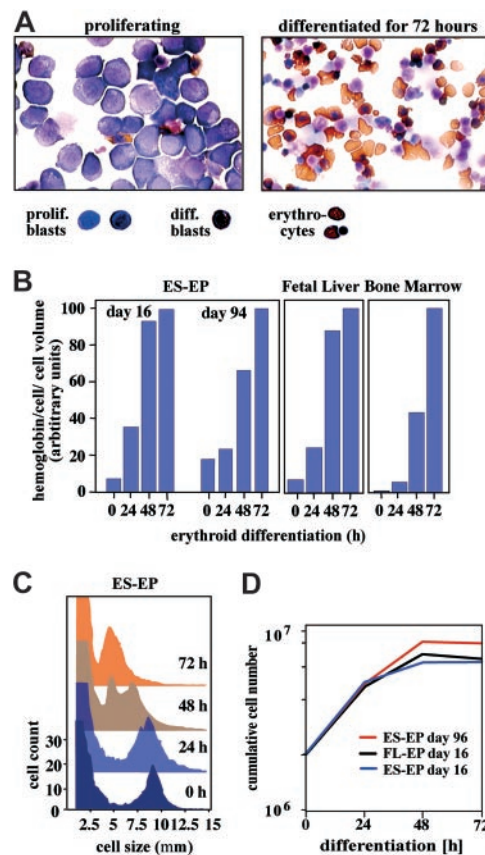 A
proliferating
differentiated for 72 hours
prolif.
blasts
diff.
blasts
erythro-
cytes
B
ES-EP
Fetal Liver Bone Marrow
day 16
day 94
100
80
60
40
20
0
hemoglobin/cell/ cell volume
(arbtitrary units)
0 24 48 72
0 24 48 72
0 24 48 72
0 24 48 72
erythroid differentiation (h)
C
ES-EP
72 h
48 h
24 h
0 h
30
20
10
0
cell count
2.5 5 7.5 10 12.5 15
cell size (mm)
D
10⁷
10⁶
cumulative cell number
ES-EP day 96
FL-EP day 16
ES-EP day 16
0 24 48 72
differentiation [h]